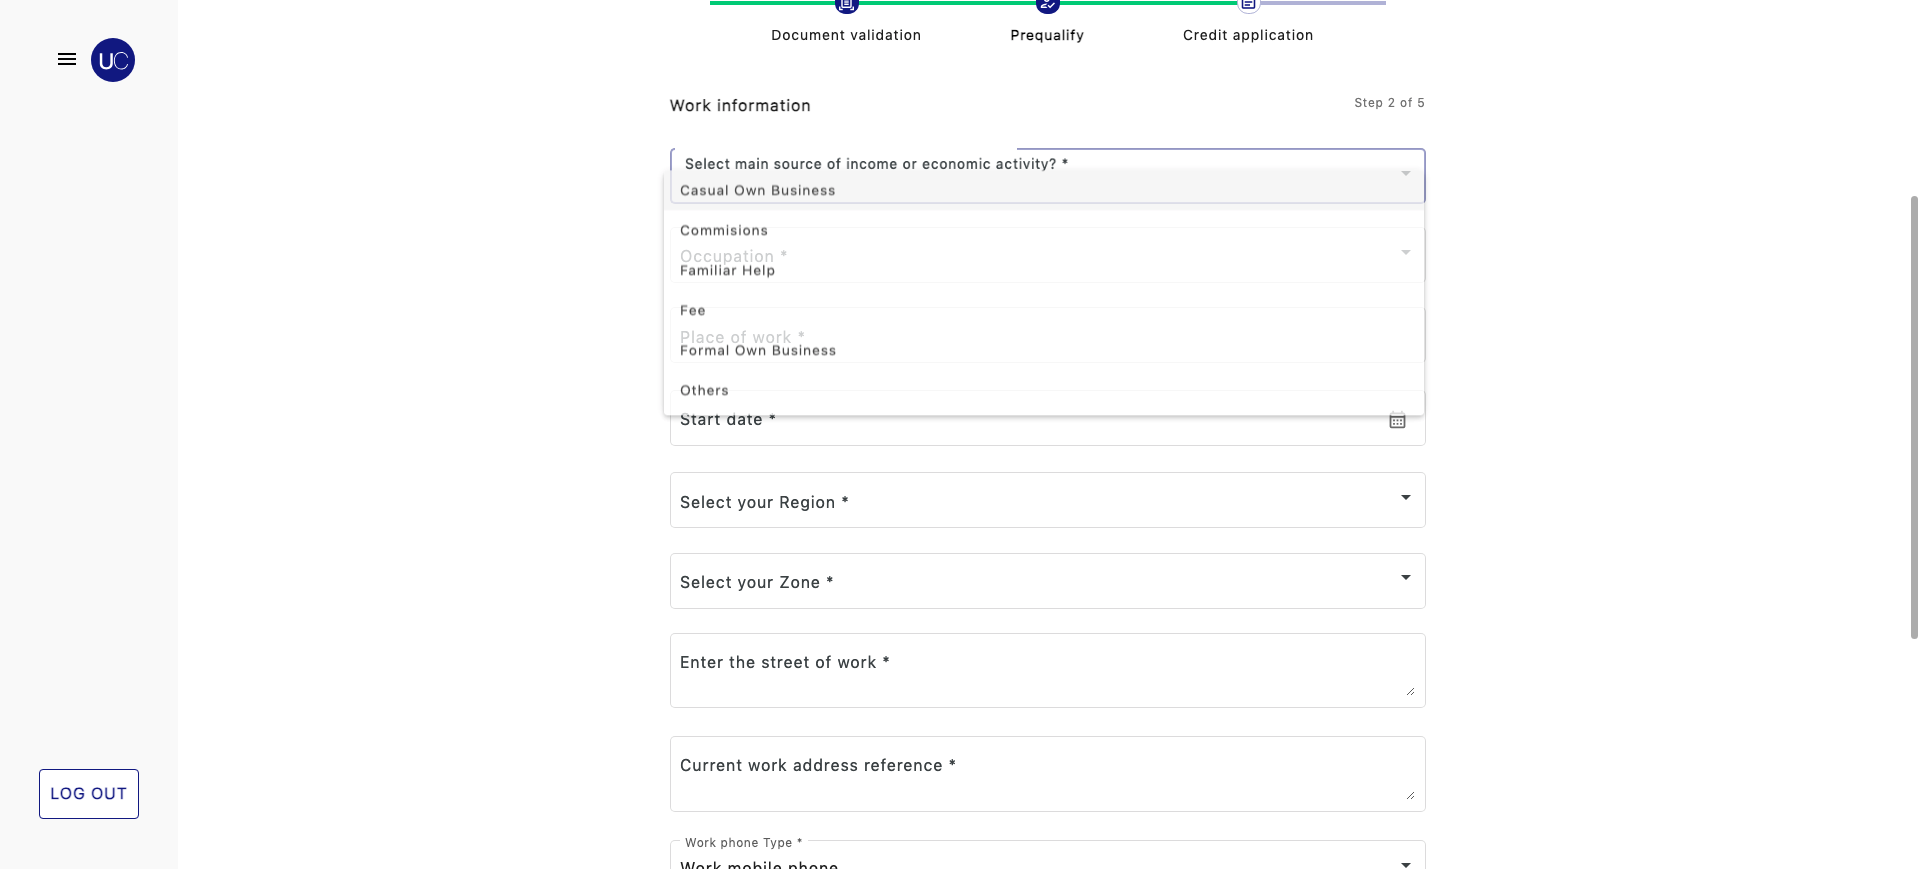 Document validation
Prequalify
Credit application
UC
Work information
Step 2 of 5
Select main source of income or economic activity? *
Casual Own Business
Commisions
Occupation *
Familiar Help
Fee
Place of work *
Formal Own Business
Others
Start date *
Select your Region *
Select your Zone *
Enter the street of work *
Current work address reference *
LOG OUT
Work phone Type *
Work mobile phone